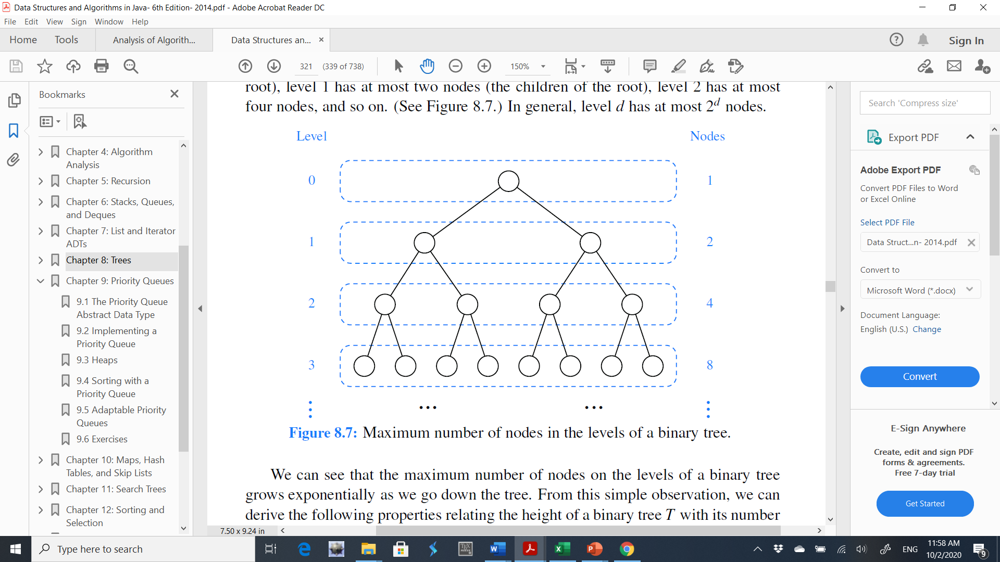 Data Structures and Algorithms in Java- 6th Edition- 2014.pdf - Adobe Acrobat Reader DC
File Edit View Sign Window Help
Home Tools Analysis of Algorith... Data Structures an... × Sign In
321 (339 of 738) 150%
Bookmarks
Chapter 4: Algorithm
Analysis
Chapter 5: Recursion
Chapter 6: Stacks, Queues,
and Deques
Chapter 7: List and Iterator
ADTs
Chapter 8: Trees
Chapter 9: Priority Queues
9.1 The Priority Queue
Abstract Data Type
9.2 Implementing a
Priority Queue
9.3 Heaps
9.4 Sorting with a
Priority Queue
9.5 Adaptable Priority
Queues
9.6 Exercises
Chapter 10: Maps, Hash
Tables, and Skip Lists
Chapter 11: Search Trees
Chapter 12: Sorting and
Selection
root), level 1 has at most two nodes (the children of the root), level 2 has at most
four nodes, and so on. (See Figure 8.7.) In general, level d has at most 2^d nodes.
Level Nodes
0 1
1 2
2 4
3 8
⋮ ... ... ⋮
Figure 8.7: Maximum number of nodes in the levels of a binary tree.
We can see that the maximum number of nodes on the levels of a binary tree
grows exponentially as we go down the tree. From this simple observation, we can
derive the following properties relating the height of a binary tree T with its number
7.50 x 9.24 in
Search 'Compress size'
Export PDF
Adobe Export PDF
Convert PDF Files to Word
or Excel Online
Select PDF File
Data Struct...n- 2014.pdf
Convert to
Microsoft Word (*.docx)
Document Language:
English (U.S.) Change
Convert
E-Sign Anywhere
Create, edit and sign PDF
forms & agreements.
Free 7-day trial
Get Started
Type here to search
ENG
11:58 AM
10/2/2020
9